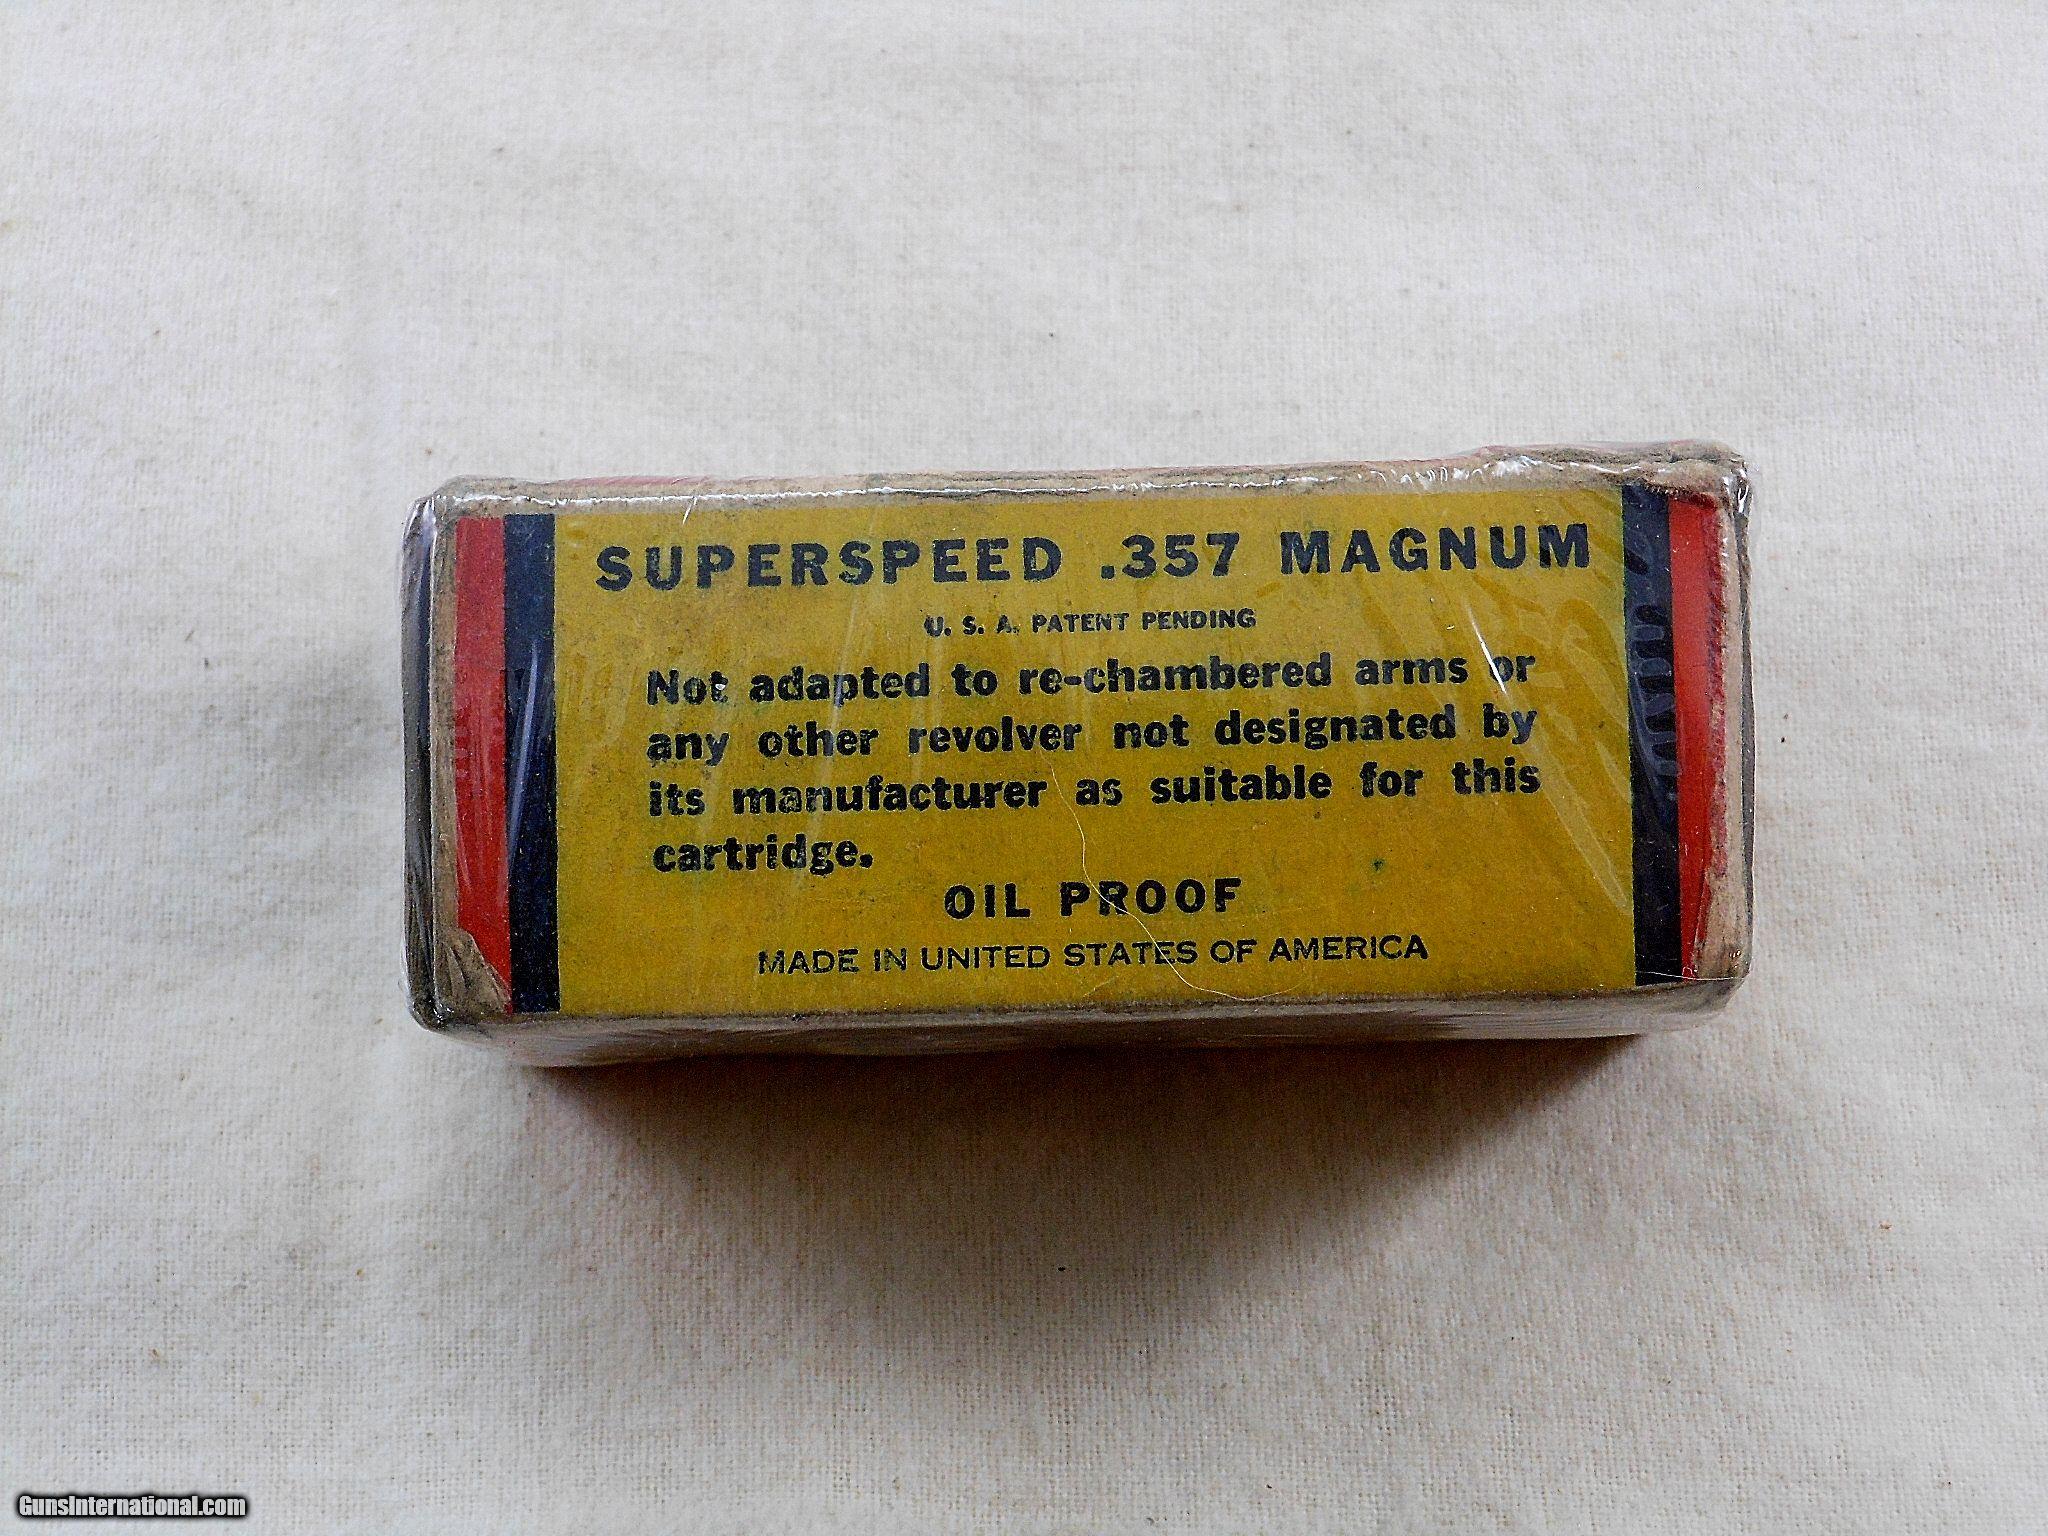 SUPERSPEED .357 MAGNUM
U. S. A. PATENT PENDING
Not adapted to re-chambered arms or
any other revolver not designated by
its manufacturer as suitable for this
cartridge.
OIL PROOF
MADE IN UNITED STATES OF AMERICA
GunsInternational.com